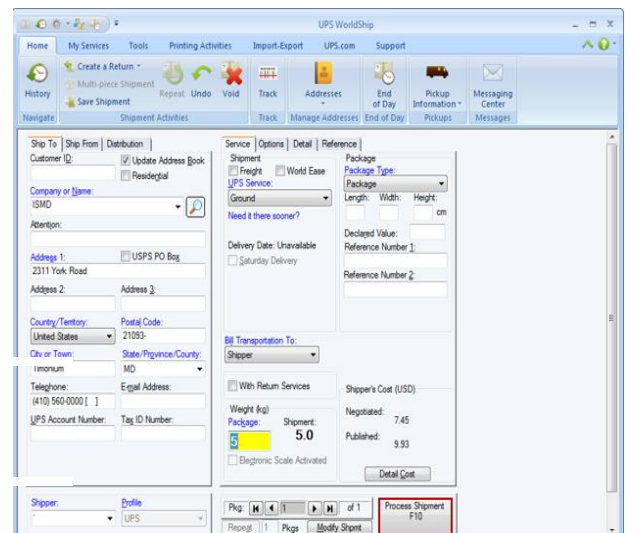 UPS WorldShip
Home My Services Tools Printing Activities Import-Export UPS.com Support
History
Create a Return
Multi-piece Shipment
Save Shipment
Repeat Undo Void Track Addresses End of Day Pickup Information Messaging Center
Navigate Shipment Activities Track Manage Addresses End of Day Pickups Messages
Ship To Ship From Distribution
Customer ID:
Update Address Book
Residential
Company or Name:
ISMD
Attention:
Address 1: USPS PO Box
2311 York Road
Address 2: Address 3:
Country/Territory: Postal Code:
United States 21093-
City or Town: State/Province/County:
Timonium MD
Telephone: E-mail Address:
(410) 560-0000 [ ]
UPS Account Number: Tax ID Number:
Shipper: Profile
UPS
Service Options Detail Reference
Shipment
Freight World Ease
UPS Service:
Ground
Need it there sooner?
Delivery Date: Unavailable
Saturday Delivery
Package
Package Type:
Package
Length: Width: Height:
cm
Declared Value:
Reference Number 1:
Reference Number 2:
Bill Transportation To:
Shipper
With Return Services
Weight (kg)
Package: Shipment:
5 5.0
Electronic Scale Activated
Shipper's Cost (USD)
Negotiated: 7.45
Published: 9.93
Detail Cost
Pkg: 1 of 1
Repeat 1 Pkgs Modify Shpmt
Process Shipment
F10